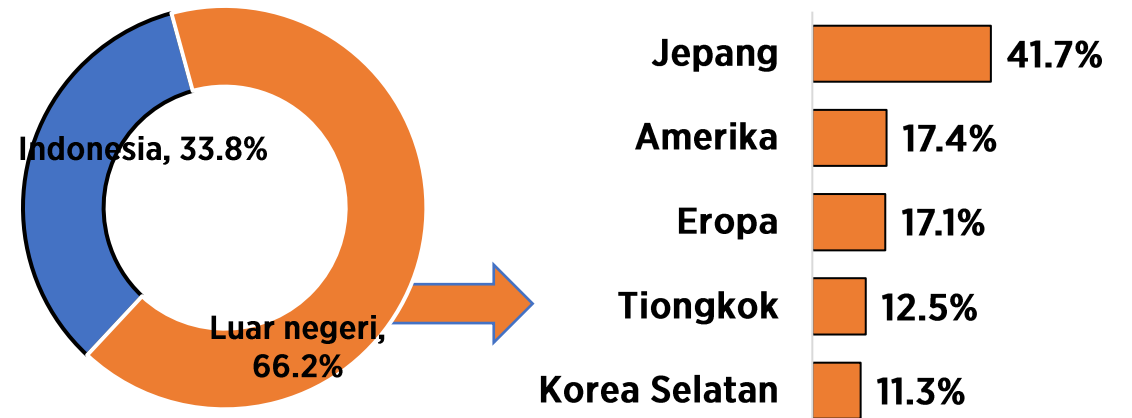 Indonesia, 33.8%
Luar negeri,
66.2%
Jepang 41.7%
Amerika 17.4%
Eropa 17.1%
Tiongkok 12.5%
Korea Selatan 11.3%